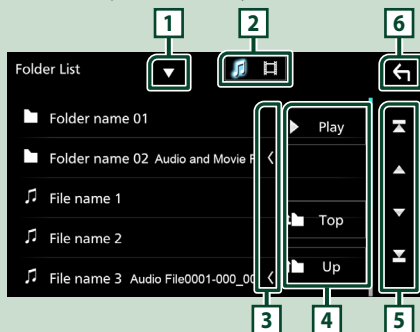 1 2 6
Folder List
Folder name 01 Play
Folder name 02 Audio and Movie F
File name 1
File name 2 Top
File name 3 Audio File0001-000_00 Up
3 4 5